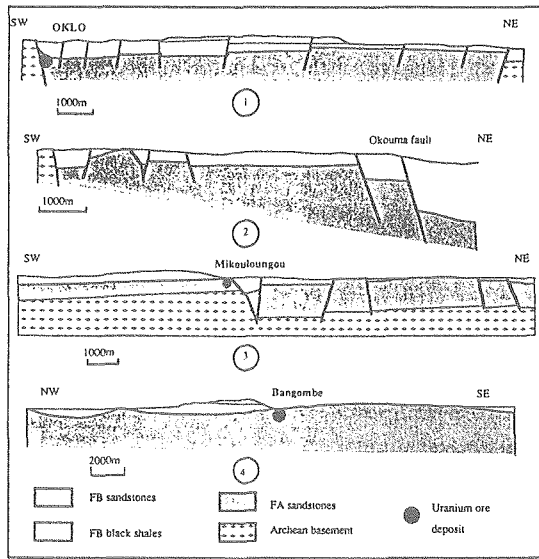 SW OKLO NE
1000m
1
SW Okouma fault NE
1000m
2
SW Mikouloungou NE
1000m
3
NW Bangombe SE
2000m
4
FB sandstones FA sandstones Uranium ore
deposit
FB black shales Archean basement